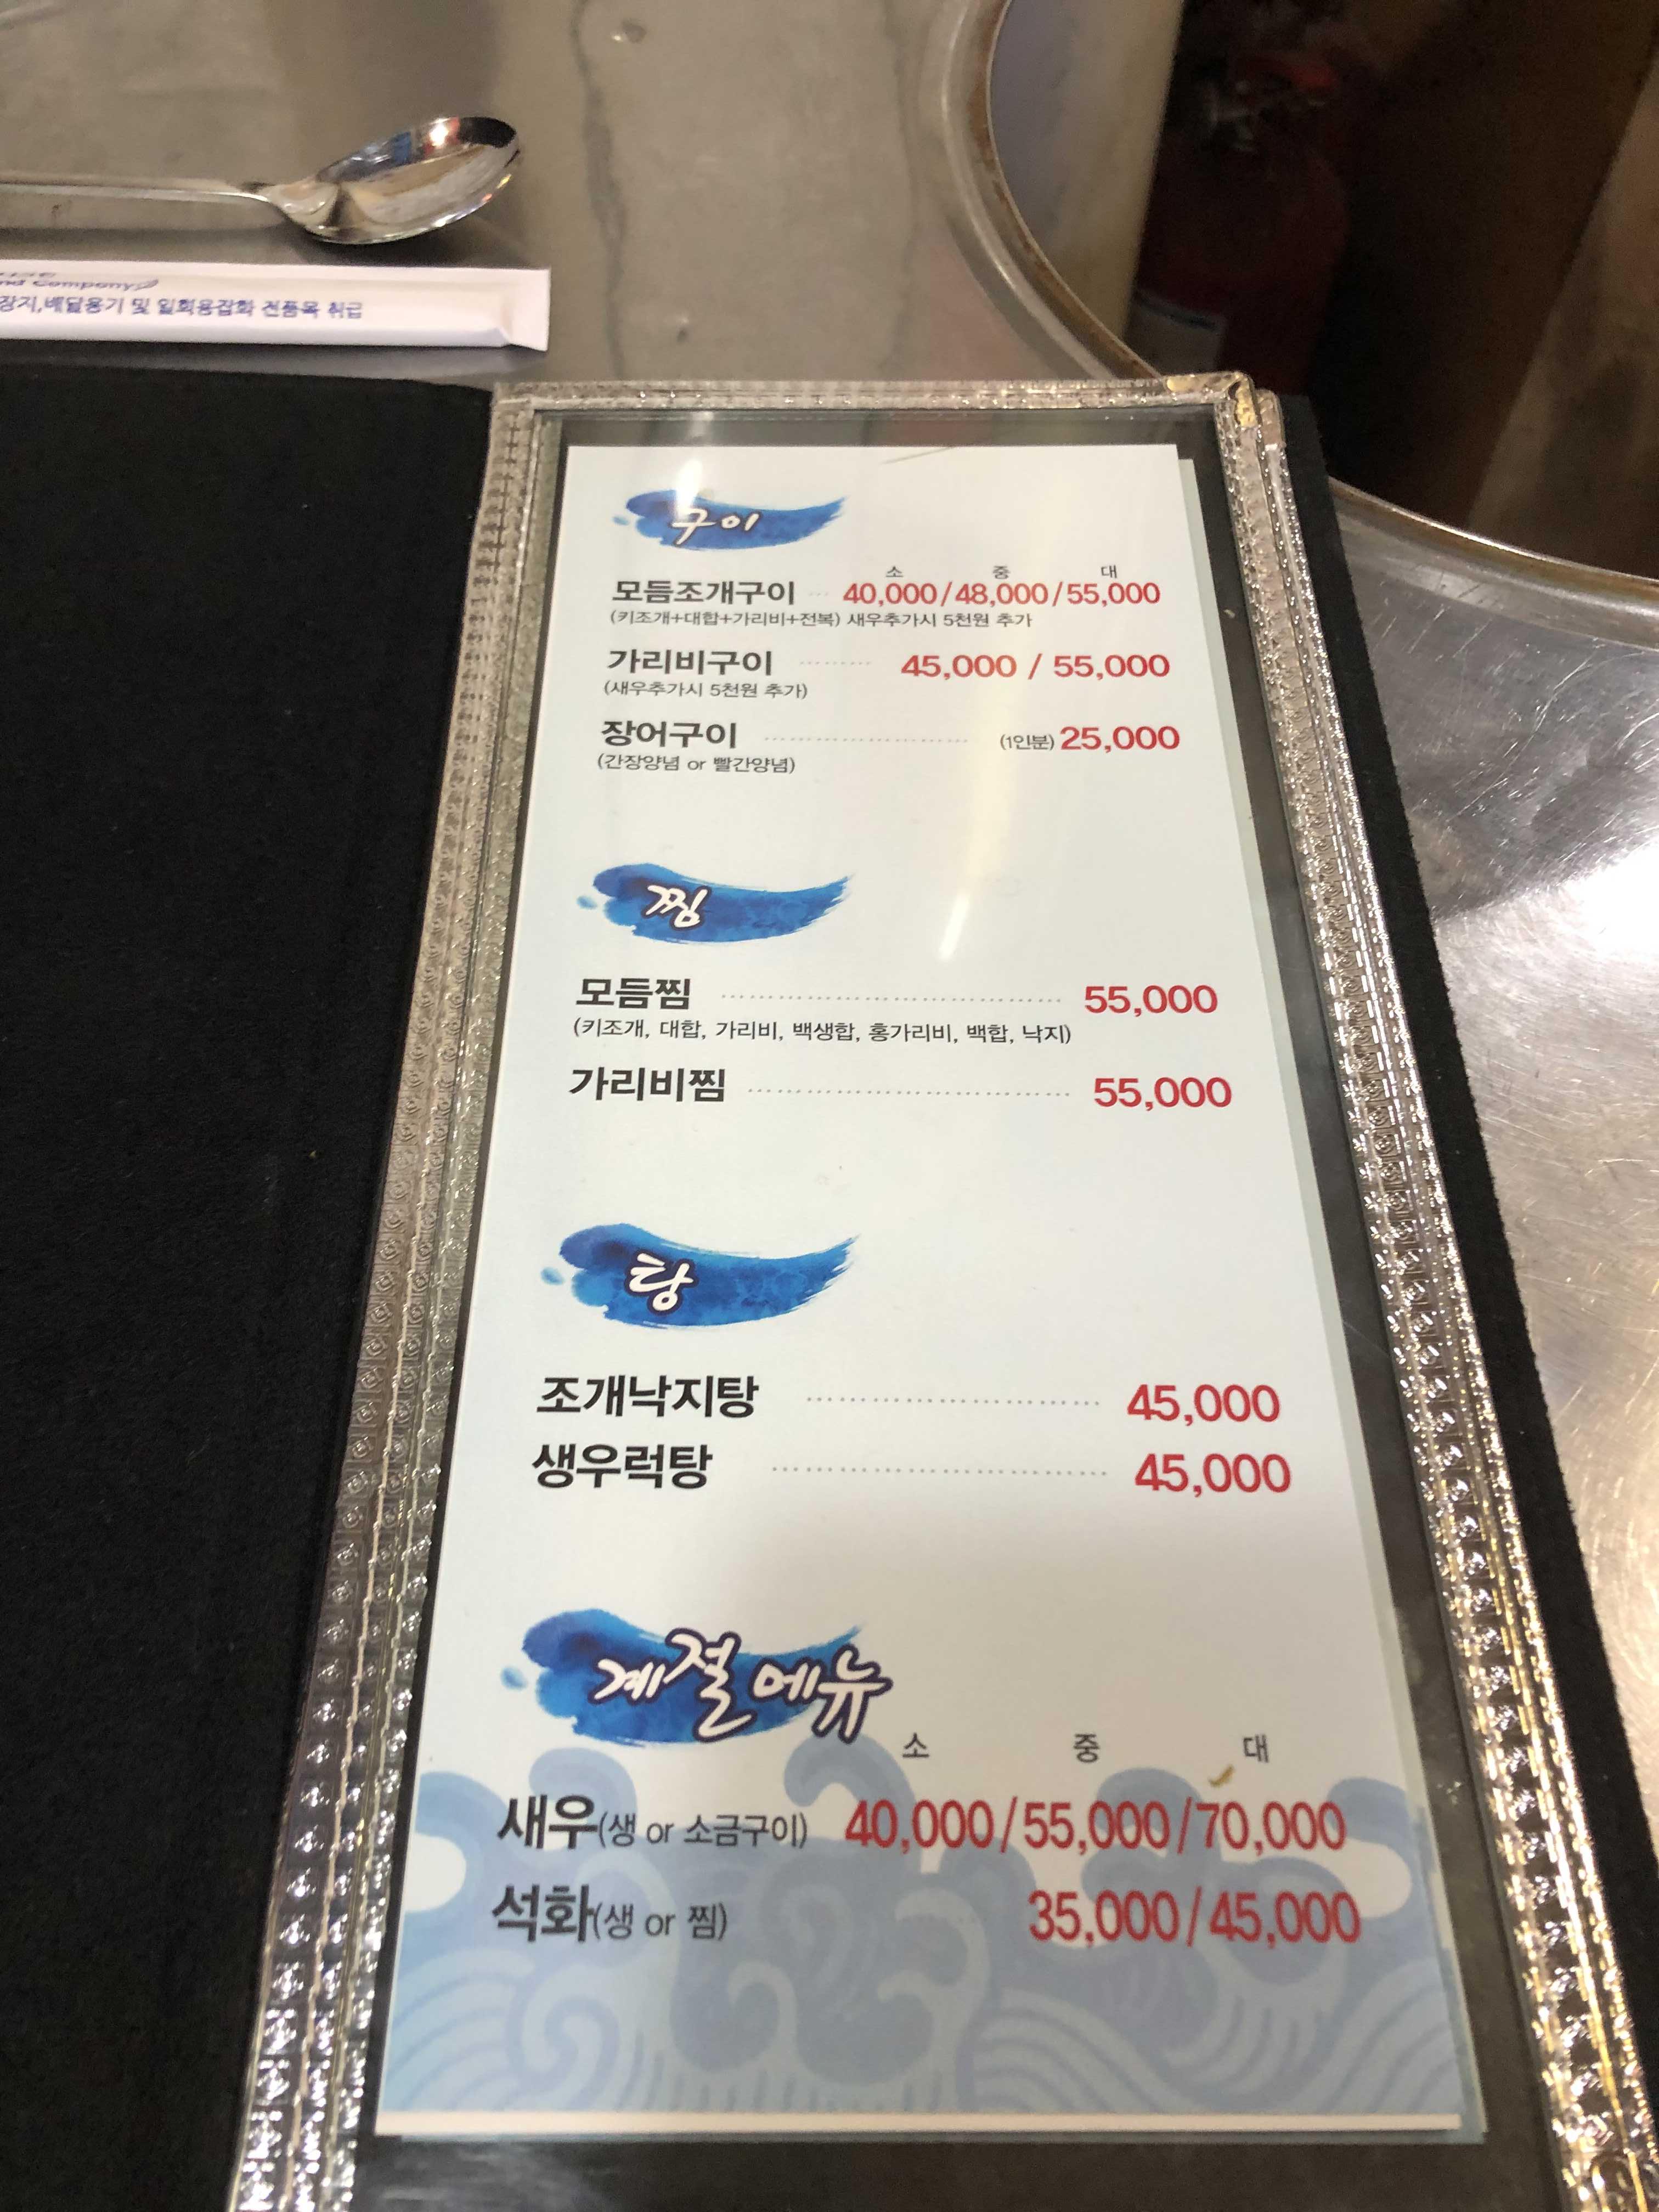 nd Company
장지,배달용기 및 일회용잡화 전품목 취급
구이
소 중 대
모듬조개구이 40,000/48,000/55,000
(키조개+대합+가리비+전복) 새우추가시 5천원 추가
가리비구이 45,000 / 55,000
(새우추가시 5천원 추가)
장어구이 (1인분) 25,000
(간장양념 or 빨간양념)
찜
모듬찜 55,000
(키조개, 대합, 가리비, 백생합, 홍가리비, 백합, 낙지)
가리비찜 55,000
탕
조개낙지탕 45,000
생우럭탕 45,000
계절메뉴
소 중 대
새우(생 or 소금구이) 40,000/55,000/70,000
석화(생 or 찜) 35,000/45,000